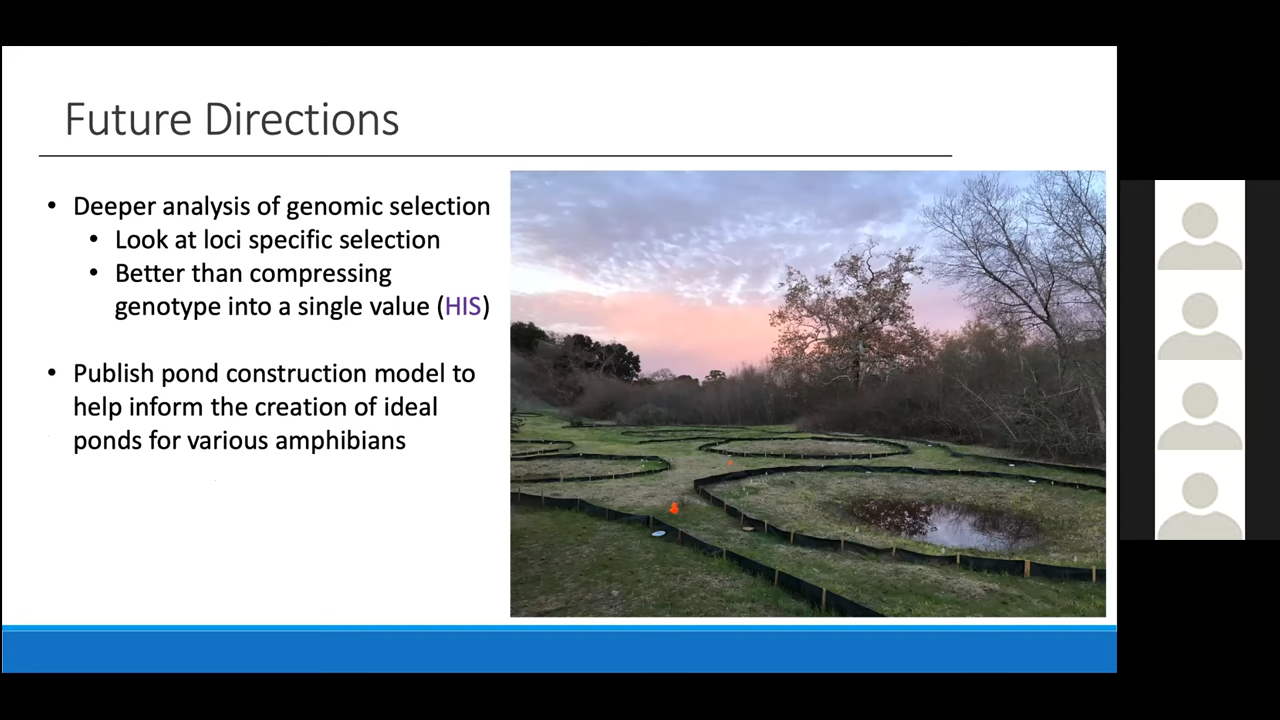 Future Directions
• Deeper analysis of genomic selection
• Look at loci specific selection
• Better than compressing
genotype into a single value (HIS)
• Publish pond construction model to
help inform the creation of ideal
ponds for various amphibians